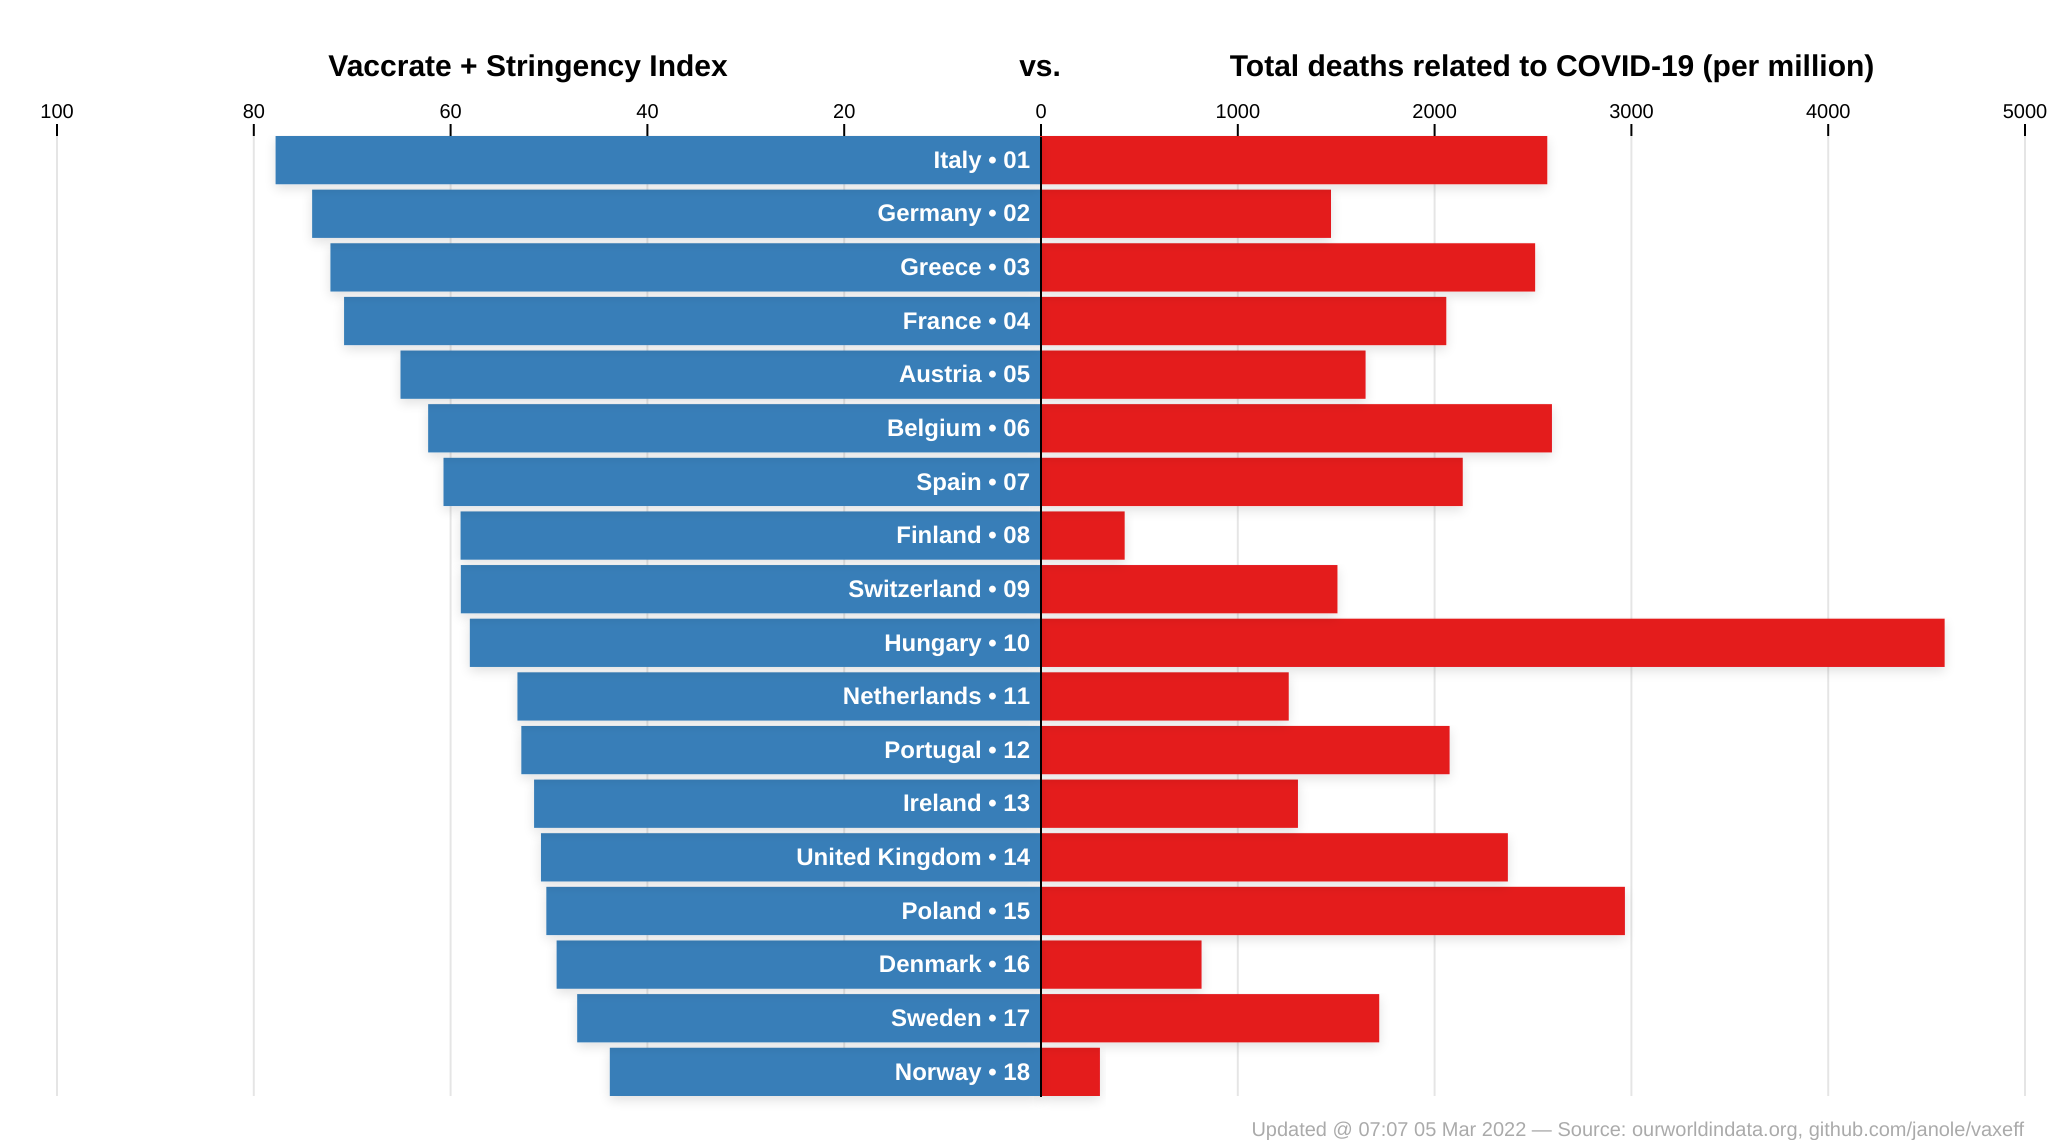 Vaccrate + Stringency Index vs. Total deaths related to COVID-19 (per million)
100 80 60 40 20 0 1000 2000 3000 4000 5000
Italy • 01
Germany • 02
Greece • 03
France • 04
Austria • 05
Belgium • 06
Spain • 07
Finland • 08
Switzerland • 09
Hungary • 10
Netherlands • 11
Portugal • 12
Ireland • 13
United Kingdom • 14
Poland • 15
Denmark • 16
Sweden • 17
Norway • 18
Updated @ 07:07 05 Mar 2022 — Source: ourworldindata.org, github.com/janole/vaxeff